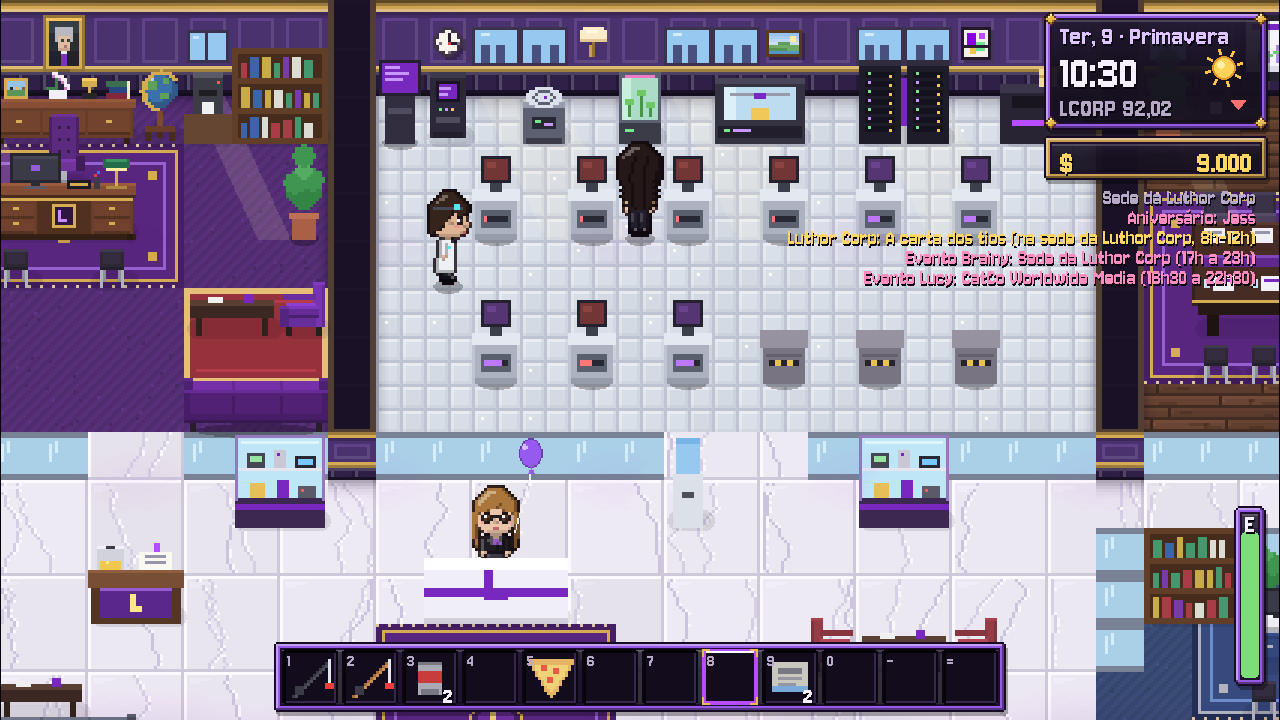 Ter, 9 · Primavera
10:30
LCORP 92,02
$ 9.000
Sede da Luthor Corp
Aniversário: Jess
Luthor Corp: A carta dos tios (na sede da Luthor Corp, 8h-12h)
Evento Brainy: Sede da Luthor Corp (17h a 23h)
Evento Lucy: CatCo Worldwide Media (13h30 a 22h30)
L
L
E
1 2 3 4 5 6 7 8 9 0 - =
2 2